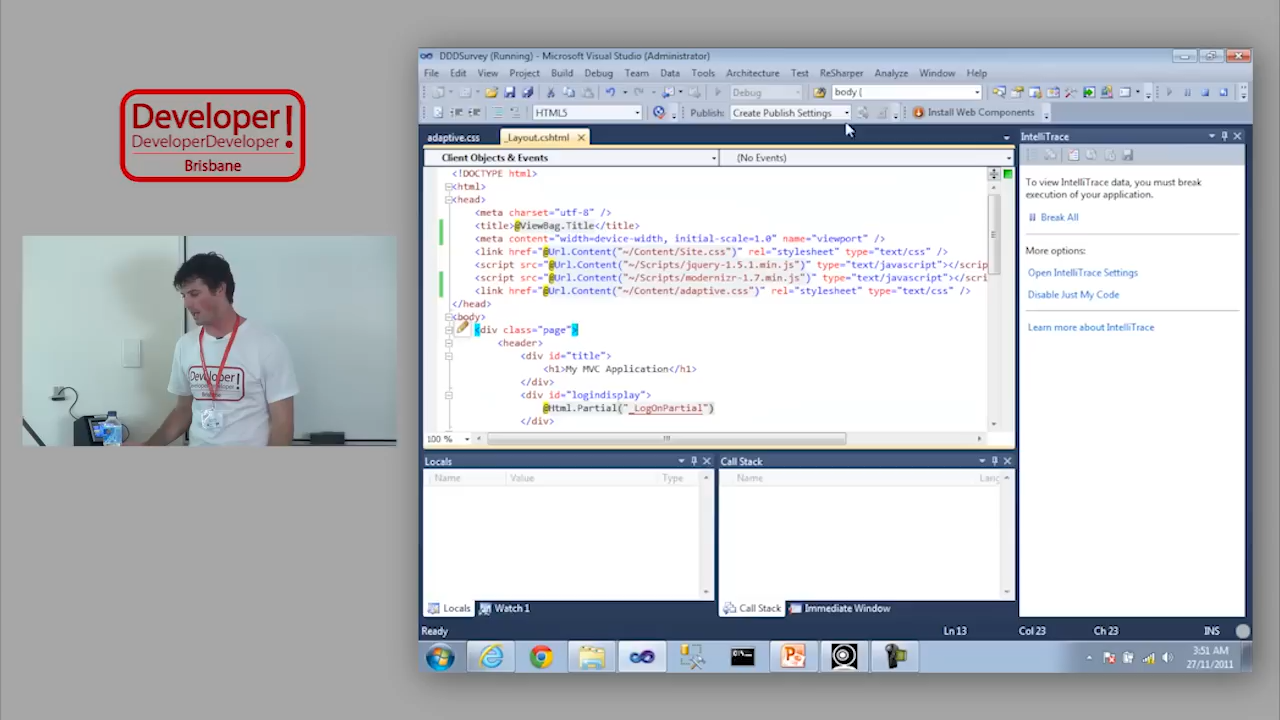 Developer!
DeveloperDeveloper
Brisbane
Developer!
Brisbane
DDDSurvey (Running) - Microsoft Visual Studio (Administrator)
File Edit View Project Build Debug Team Data Tools Architecture Test ReSharper Analyze Window Help
Debug body {
HTML5 Publish: Create Publish Settings Install Web Components
adaptive.css _Layout.cshtml
Client Objects & Events (No Events)
<!DOCTYPE html>
<html>
<head>
<meta charset="utf-8" />
<title>@ViewBag.Title</title>
<meta content="width=device-width, initial-scale=1.0" name="viewport" />
<link href="@Url.Content("~/Content/Site.css")" rel="stylesheet" type="text/css" />
<script src="@Url.Content("~/Scripts/jquery-1.5.1.min.js")" type="text/javascript"></scrip
<script src="@Url.Content("~/Scripts/modernizr-1.7.min.js")" type="text/javascript"></scrip
<link href="@Url.Content("~/Content/adaptive.css")" rel="stylesheet" type="text/css" />
</head>
<body>
<div class="page">
<header>
<div id="title">
<h1>My MVC Application</h1>
</div>
<div id="logindisplay">
@Html.Partial("_LogOnPartial")
</div>
100 %
IntelliTrace
To view IntelliTrace data, you must break
execution of your application.
Break All
More options:
Open IntelliTrace Settings
Disable Just My Code
Learn more about IntelliTrace
Locals
Name Value Type
Locals Watch 1
Call Stack
Name Lang
Call Stack Immediate Window
Ready Ln 13 Col 23 Ch 23 INS
3:51 AM
27/11/2011